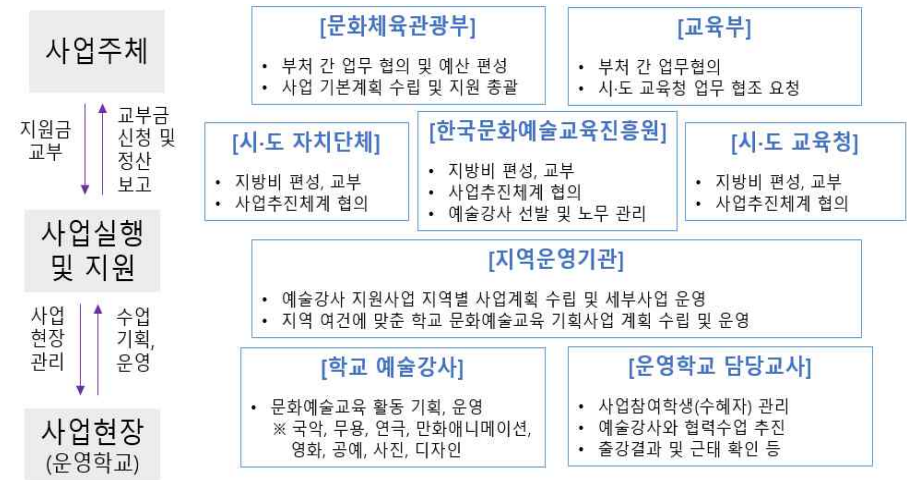 사업주체
지원금
교부
교부금
신청 및
정산
보고
사업실행
및 지원
사업
현장
관리
수업
기획,
운영
사업현장
(운영학교)
[문화체육관광부]
• 부처 간 업무 협의 및 예산 편성
• 사업 기본계획 수립 및 지원 총괄
[교육부]
• 부처 간 업무협의
• 시·도 교육청 업무 협조 요청
[시·도 자치단체]
• 지방비 편성, 교부
• 사업추진체계 협의
[한국문화예술교육진흥원]
• 지방비 편성, 교부
• 사업추진체계 협의
• 예술강사 선발 및 노무 관리
[시·도 교육청]
• 지방비 편성, 교부
• 사업추진체계 협의
[지역운영기관]
• 예술강사 지원사업 지역별 사업계획 수립 및 세부사업 운영
• 지역 여건에 맞춘 학교 문화예술교육 기획사업 계획 수립 및 운영
[학교 예술강사]
• 문화예술교육 활동 기획, 운영
※ 국악, 무용, 연극, 만화애니메이션,
영화, 공예, 사진, 디자인
[운영학교 담당교사]
• 사업참여학생(수혜자) 관리
• 예술강사와 협력수업 추진
• 출강결과 및 근태 확인 등